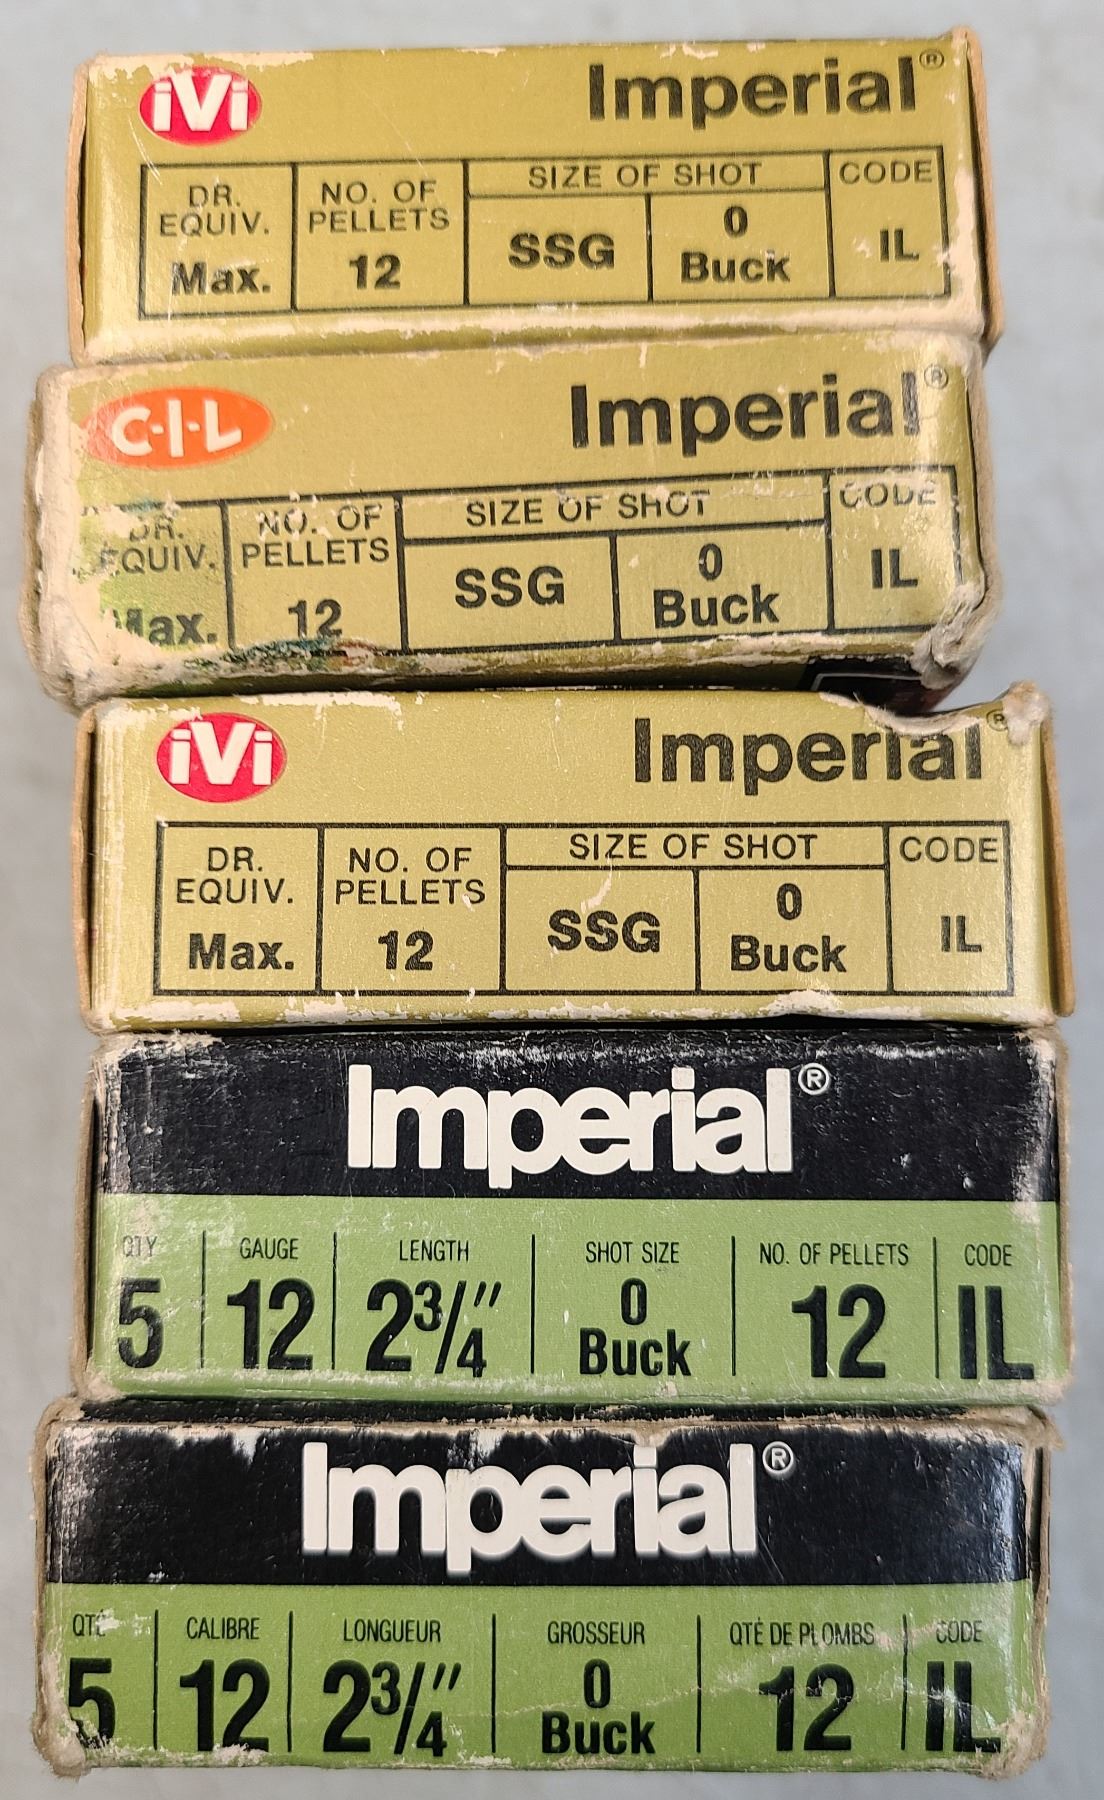 iVi Imperial®
DR. EQUIV. NO. OF PELLETS SIZE OF SHOT CODE
Max. 12 SSG 0 Buck IL
C-I-L Imperial®
DR. EQUIV. NO. OF PELLETS SIZE OF SHOT CODE
Max. 12 SSG 0 Buck IL
iVi Imperial®
DR. EQUIV. NO. OF PELLETS SIZE OF SHOT CODE
Max. 12 SSG 0 Buck IL
Imperial®
QTY GAUGE LENGTH SHOT SIZE NO. OF PELLETS CODE
5 12 2¾" 0 Buck 12 IL
Imperial®
QTÉ CALIBRE LONGUEUR GROSSEUR QTÉ DE PLOMBS CODE
5 12 2¾" 0 Buck 12 IL